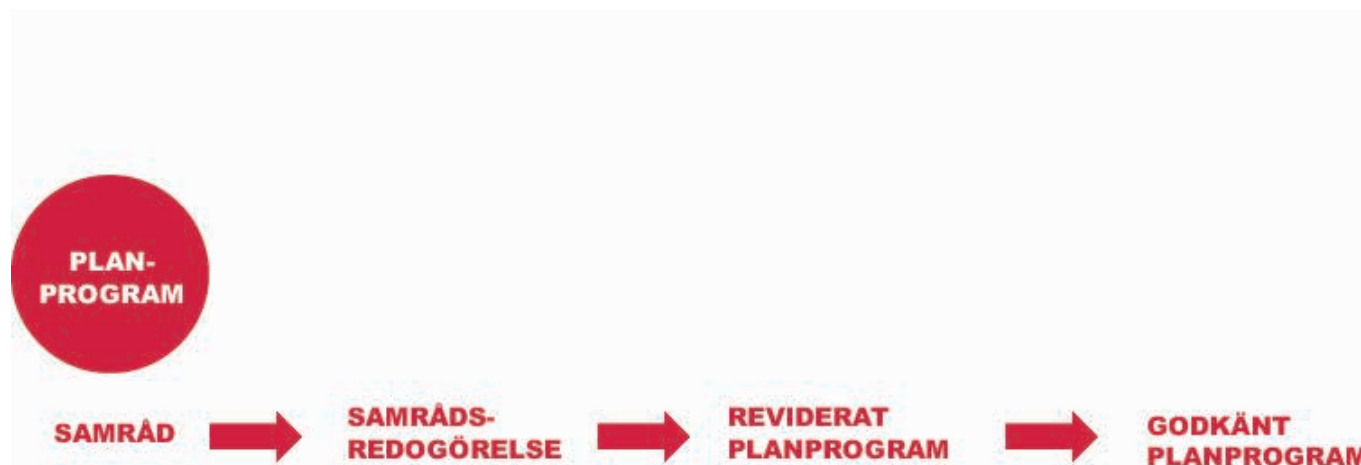 PLAN-
PROGRAM
SAMRÅD
SAMRÅDS-
REDOGÖRELSE
REVIDERAT
PLANPROGRAM
GODKÄNT
PLANPROGRAM